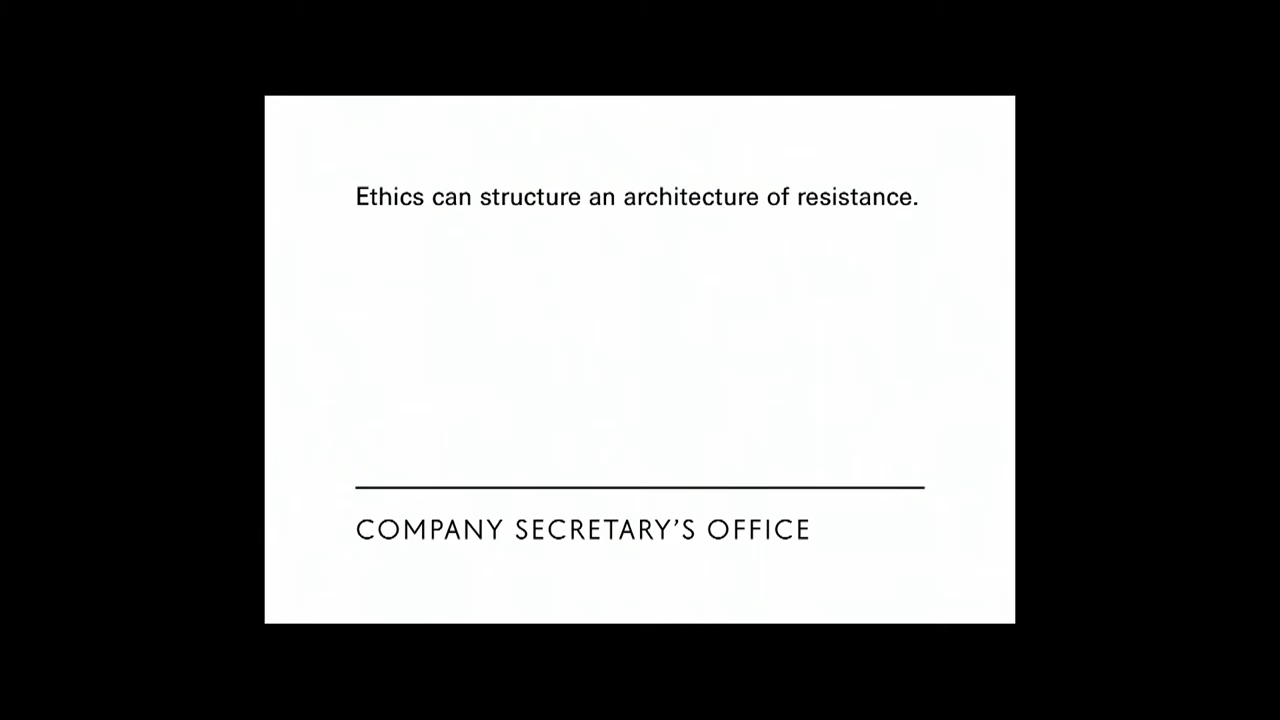 Ethics can structure an architecture of resistance.
COMPANY SECRETARY’S OFFICE